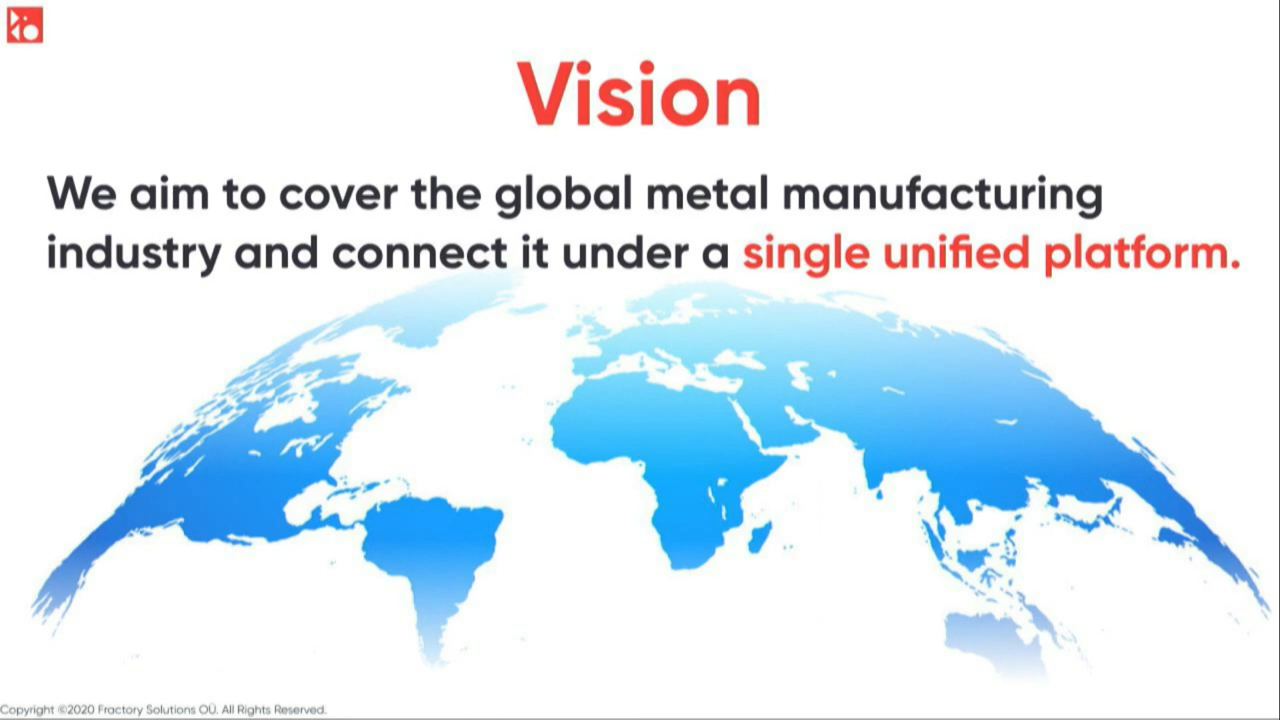 Vision
We aim to cover the global metal manufacturing
industry and connect it under a single unified platform.
Copyright ©2020 Fractory Solutions OÜ. All Rights Reserved.